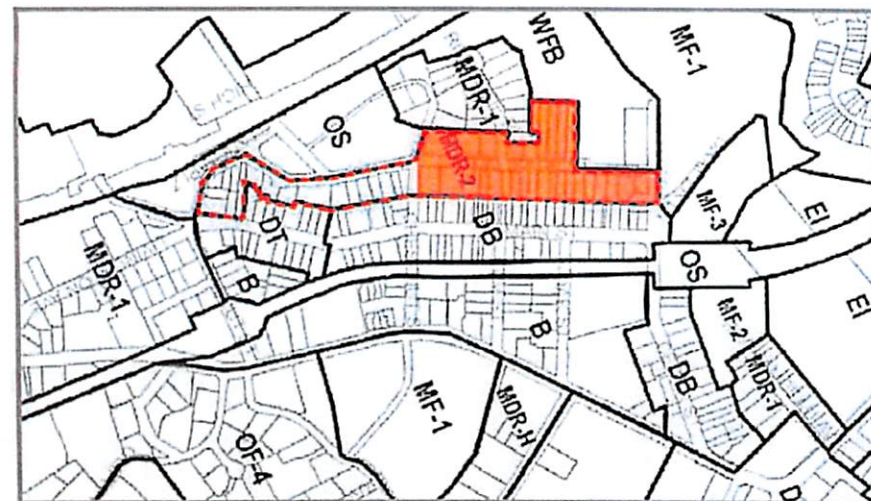 WFB
MF-1
MDR-1
OS
MDR-2
MF-3
EI
DB
DT
OS
MDR-1
B
EI
MF-2
B
DB
MDR-1
MF-1
MDR-H
OF-4